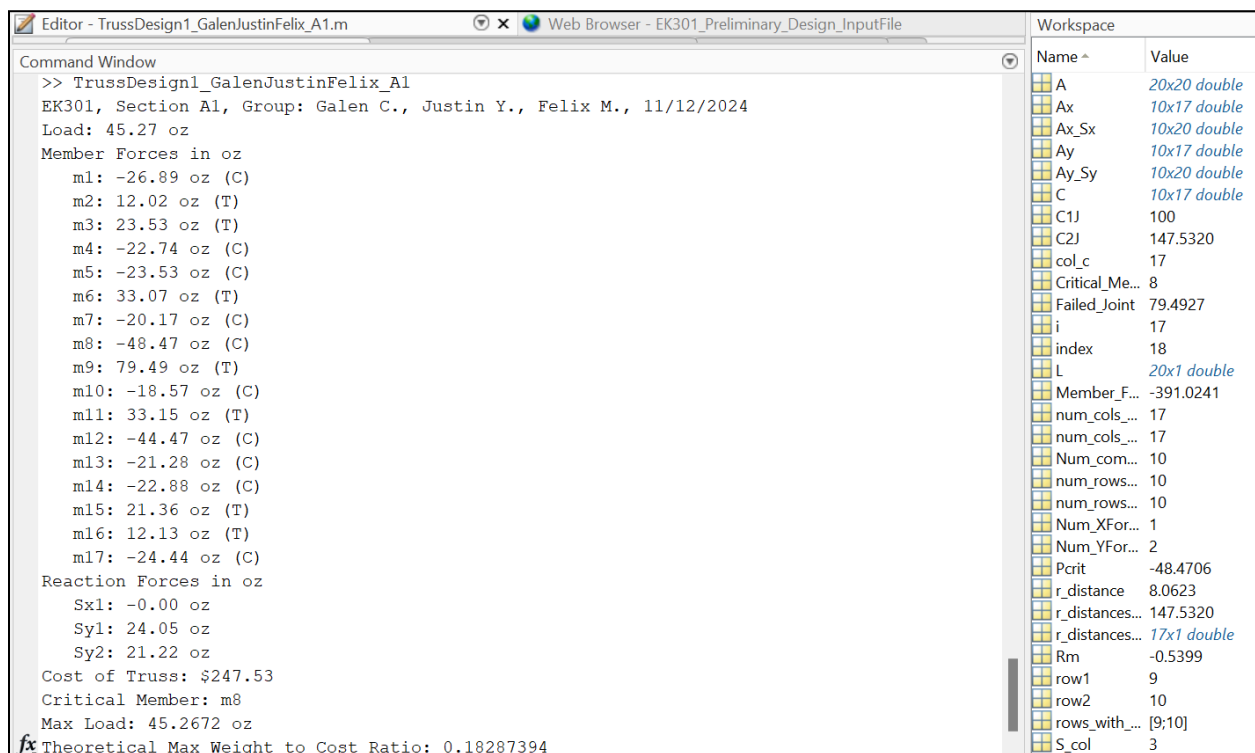 Editor - TrussDesign1_GalenJustinFelix_A1.m
Web Browser - EK301_Preliminary_Design_InputFile
Command Window
>> TrussDesign1_GalenJustinFelix_A1
EK301, Section A1, Group: Galen C., Justin Y., Felix M., 11/12/2024
Load: 45.27 oz
Member Forces in oz
m1: -26.89 oz (C)
m2: 12.02 oz (T)
m3: 23.53 oz (T)
m4: -22.74 oz (C)
m5: -23.53 oz (C)
m6: 33.07 oz (T)
m7: -20.17 oz (C)
m8: -48.47 oz (C)
m9: 79.49 oz (T)
m10: -18.57 oz (C)
m11: 33.15 oz (T)
m12: -44.47 oz (C)
m13: -21.28 oz (C)
m14: -22.88 oz (C)
m15: 21.36 oz (T)
m16: 12.13 oz (T)
m17: -24.44 oz (C)
Reaction Forces in oz
Sx1: -0.00 oz
Sy1: 24.05 oz
Sy2: 21.22 oz
Cost of Truss: $247.53
Critical Member: m8
Max Load: 45.2672 oz
fx Theoretical Max Weight to Cost Ratio: 0.18287394
Workspace
Name Value
A 20x20 double
Ax 10x17 double
Ax_Sx 10x20 double
Ay 10x17 double
Ay_Sy 10x20 double
C 10x17 double
C1J 100
C2J 147.5320
col_c 17
Critical_Me... 8
Failed_Joint 79.4927
i 17
index 18
L 20x1 double
Member_F... -391.0241
num_cols_... 17
num_cols_... 17
Num_com... 10
num_rows... 10
num_rows... 10
Num_XFor... 1
Num_YFor... 2
Pcrit -48.4706
r_distance 8.0623
r_distances... 147.5320
r_distances... 17x1 double
Rm -0.5399
row1 9
row2 10
rows_with_... [9;10]
S_col 3